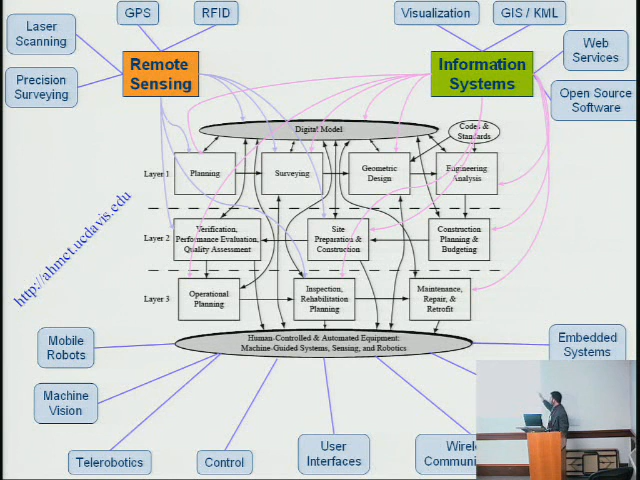 GPS
RFID
Visualization
GIS / KML
Laser
Scanning
Web
Services
Remote
Sensing
Information
Systems
Precision
Surveying
Open Source
Software
Digital Model
Codes &
Standards
Layer 1
Planning
Surveying
Geometric
Design
Engineering
Analysis
http://ahmct.ucdavis.edu
Layer 2
Verification,
Performance Evaluation,
Quality Assessment
Site
Preparation &
Construction
Construction
Planning &
Budgeting
Layer 3
Operational
Planning
Inspection,
Rehabilitation
Planning
Maintenance,
Repair, &
Retrofit
Human-Controlled & Automated Equipment:
Machine-Guided Systems, Sensing, and Robotics
Mobile
Robots
Embedded
Systems
Machine
Vision
Telerobotics
Control
User
Interfaces